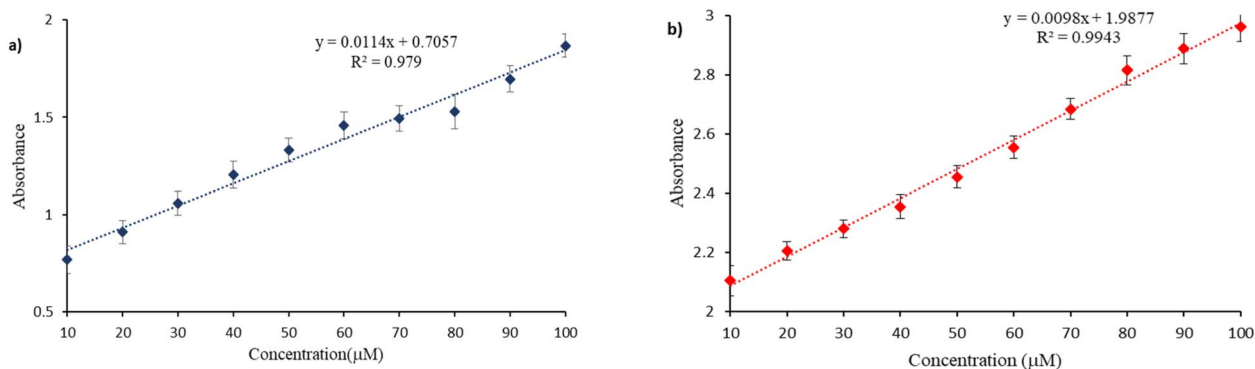 a)
y = 0.0114x + 0.7057
R² = 0.979
Absorbance
2
1.5
1
0.5
10 20 30 40 50 60 70 80 90 100
Concentration(µM)
b)
y = 0.0098x + 1.9877
R² = 0.9943
Absorbance
3
2.8
2.6
2.4
2.2
2
10 20 30 40 50 60 70 80 90 100
Concentration (µM)